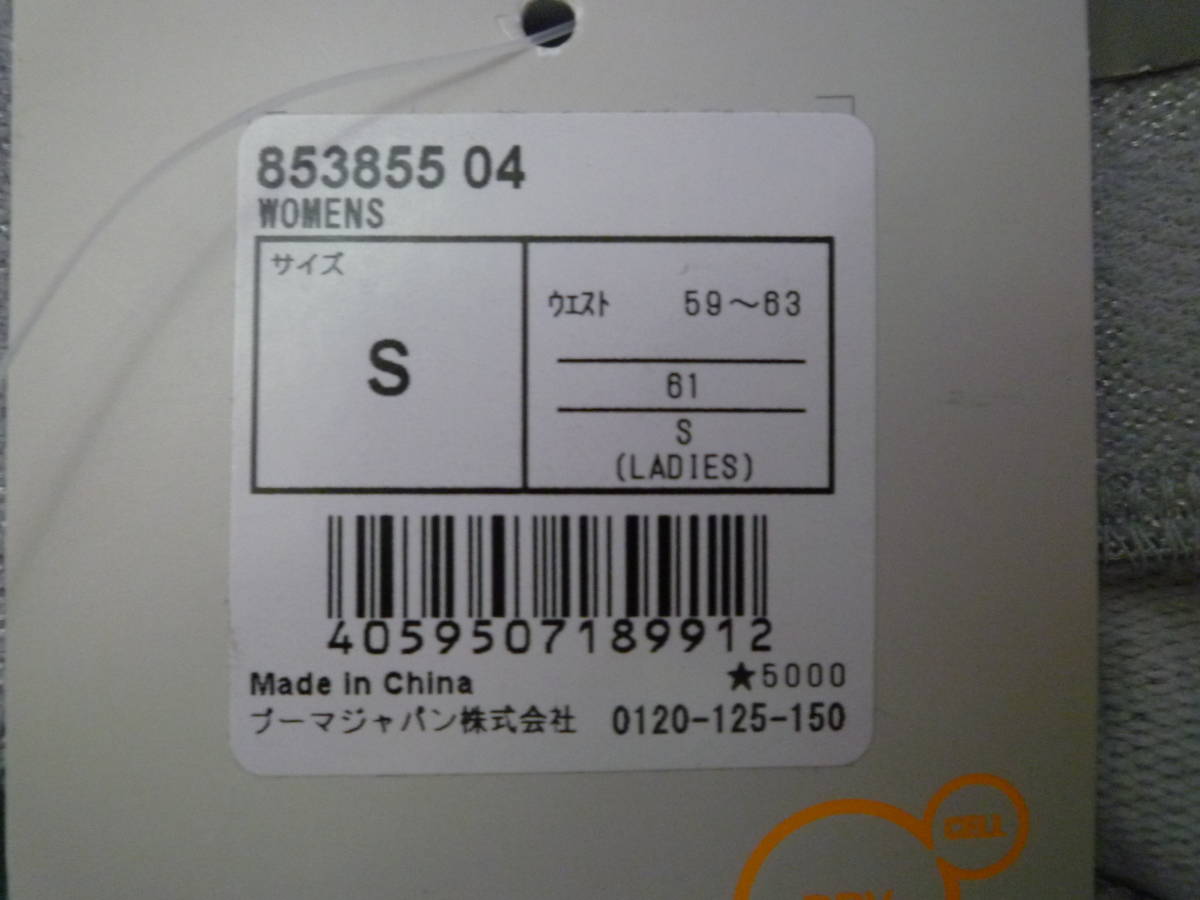 853855 04
WOMENS
サイズ
S
ウエスト 59～63
61
S
(LADIES)
4059507189912
Made in China ★5000
プーマジャパン株式会社 0120-125-150
CELL